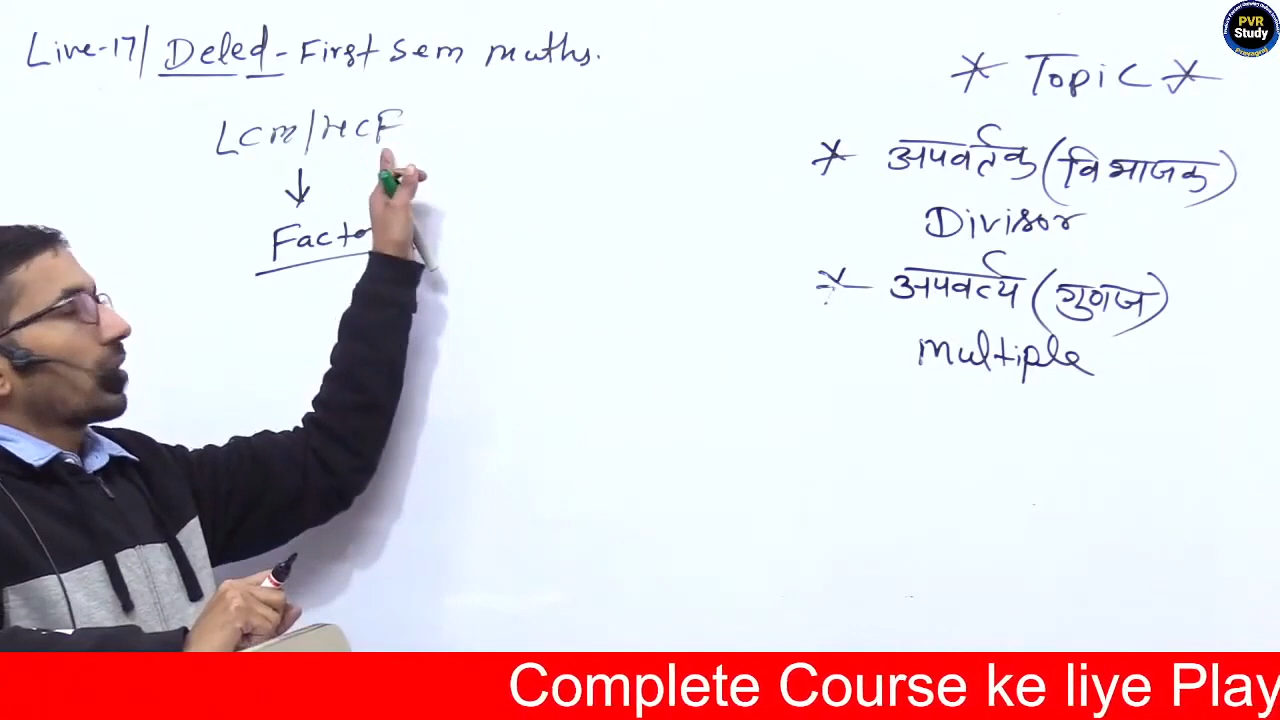 Live-17/ Deled-First Sem maths.
LCM/HCF
↓
Facto
* Topic *
* अपवर्तक (विभाजक)
Divisor
* अपवर्त्य (गुणज)
multiple
PVR
Study
Prayagraj
Complete Course ke liye Play